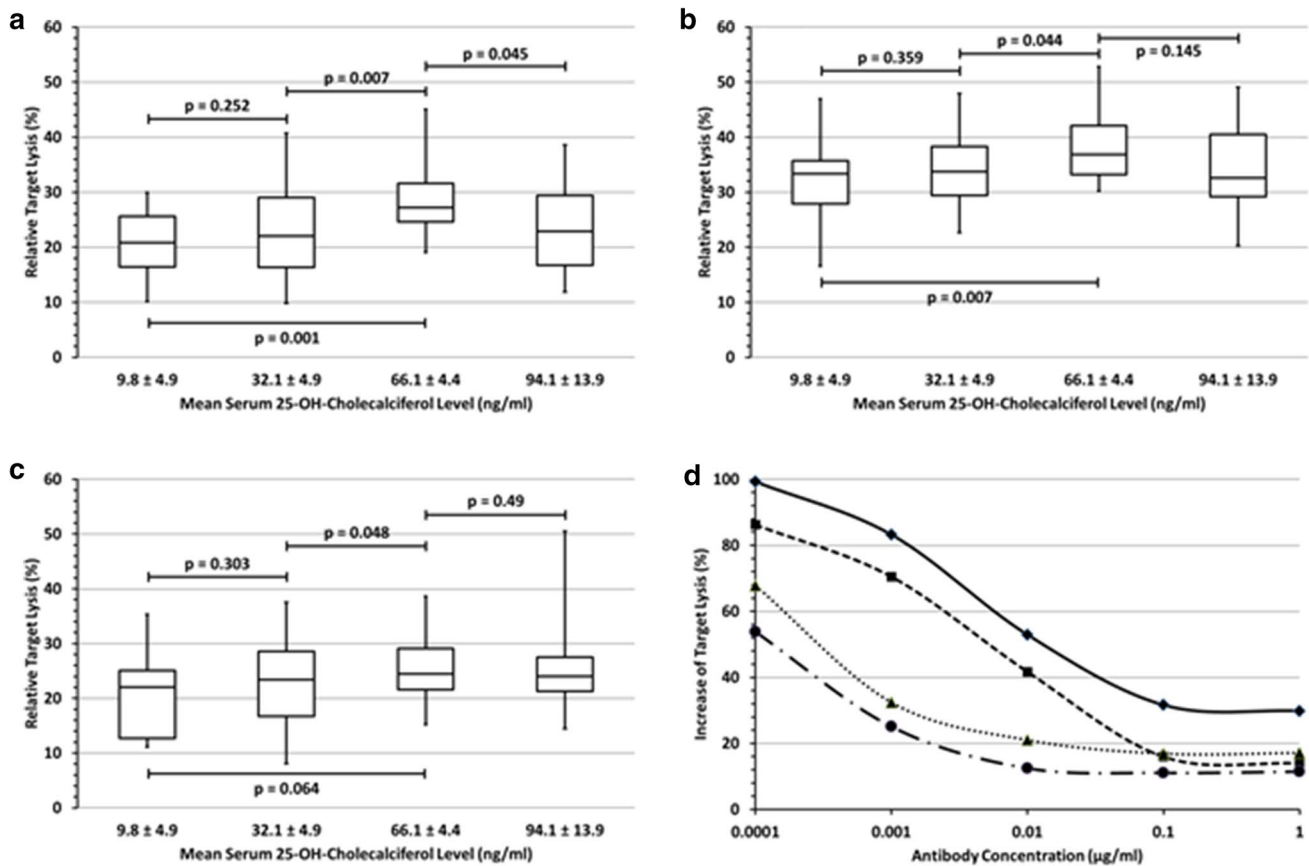 a
60
50
40
30
20
10
0
Relative Target Lysis (%)
p = 0.252
p = 0.007
p = 0.045
p = 0.001
9.8 ± 4.9 32.1 ± 4.9 66.1 ± 4.4 94.1 ± 13.9
Mean Serum 25-OH-Cholecalciferol Level (ng/ml)
b
60
50
40
30
20
10
0
Relative Target Lysis (%)
p = 0.359
p = 0.044
p = 0.145
p = 0.007
9.8 ± 4.9 32.1 ± 4.9 66.1 ± 4.4 94.1 ± 13.9
Mean Serum 25-OH-Cholecalciferol Level (ng/ml)
c
60
50
40
30
20
10
0
Relative Target Lysis (%)
p = 0.303
p = 0.048
p = 0.49
p = 0.064
9.8 ± 4.9 32.1 ± 4.9 66.1 ± 4.4 94.1 ± 13.9
Mean Serum 25-OH-Cholecalciferol Level (ng/ml)
d
100
80
60
40
20
0
Increase of Target Lysis (%)
0.0001 0.001 0.01 0.1 1
Antibody Concentration (µg/ml)